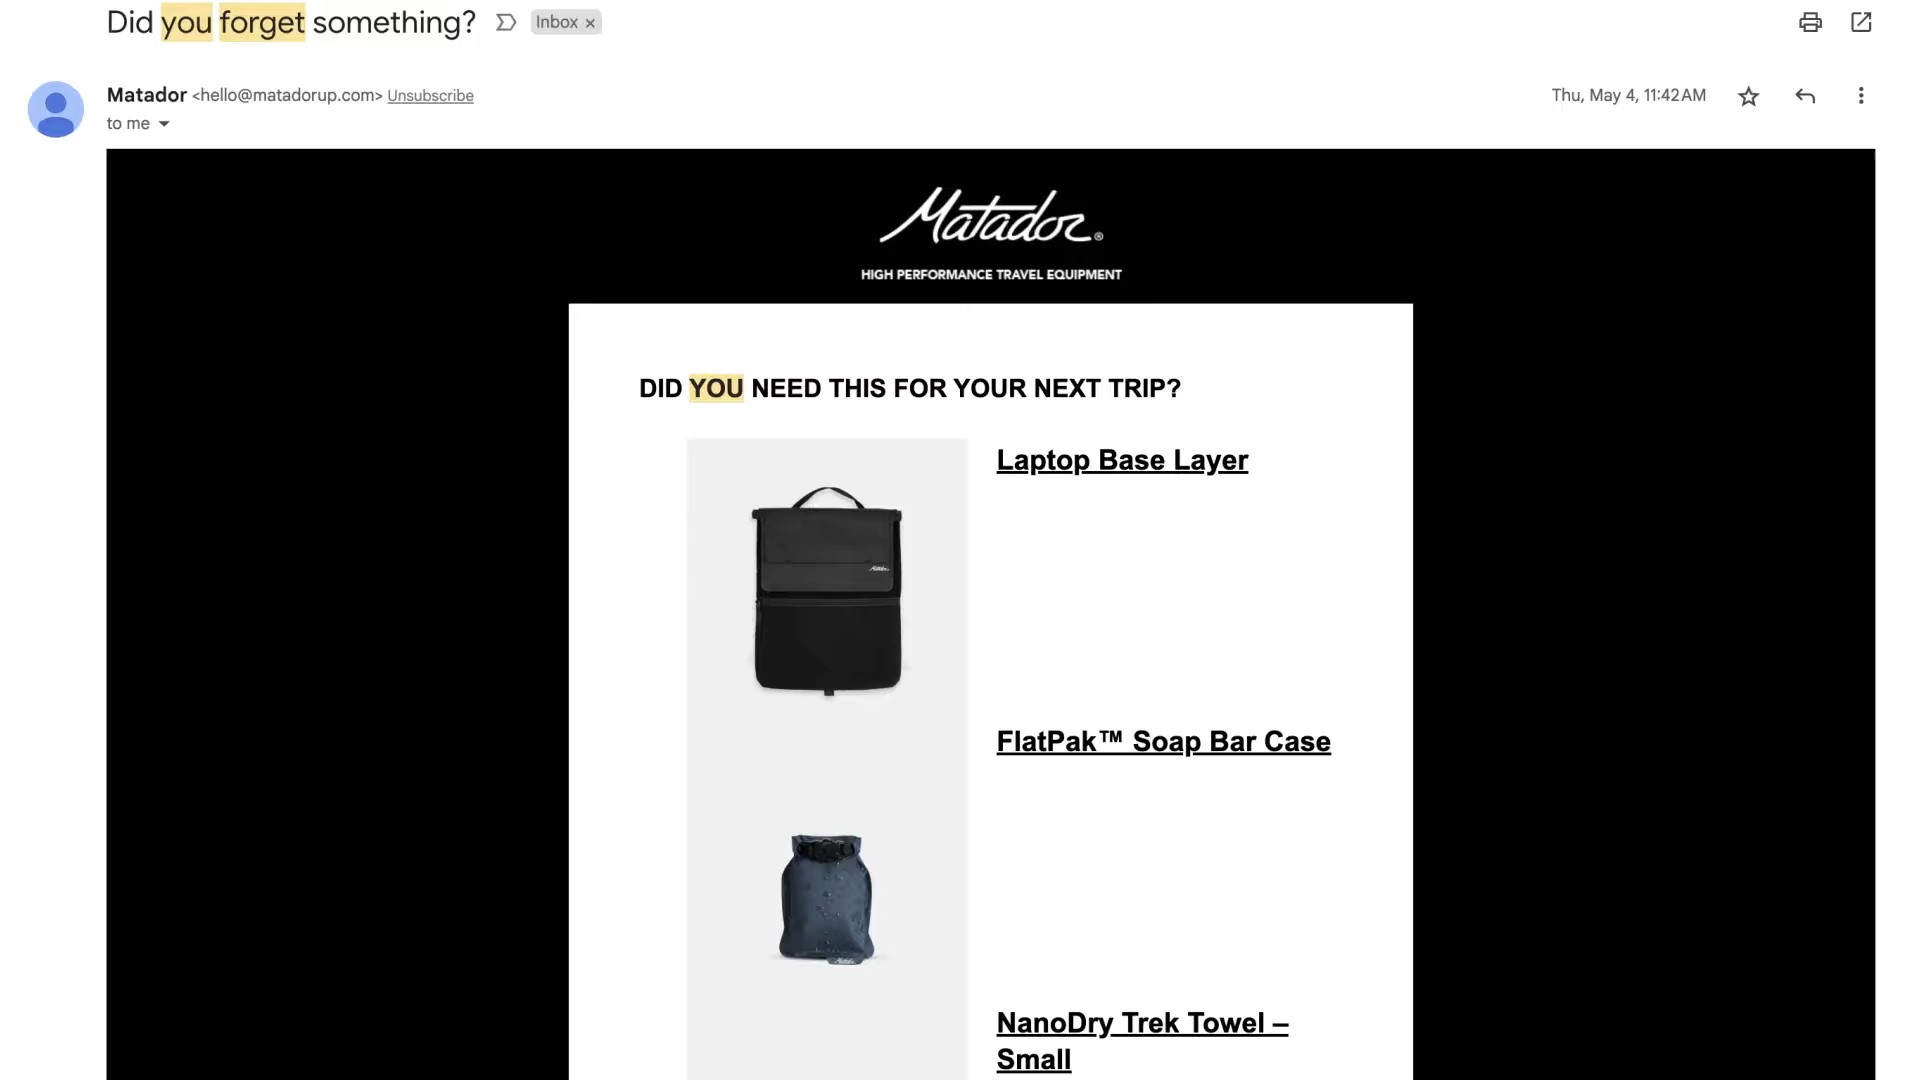 Did you forget something? Inbox x
Matador <hello@matadorup.com> Unsubscribe
Thu, May 4, 11:42 AM
to me
Matador®
HIGH PERFORMANCE TRAVEL EQUIPMENT
DID YOU NEED THIS FOR YOUR NEXT TRIP?
Laptop Base Layer
Matador
FlatPak™ Soap Bar Case
Matador
NanoDry Trek Towel –
Small